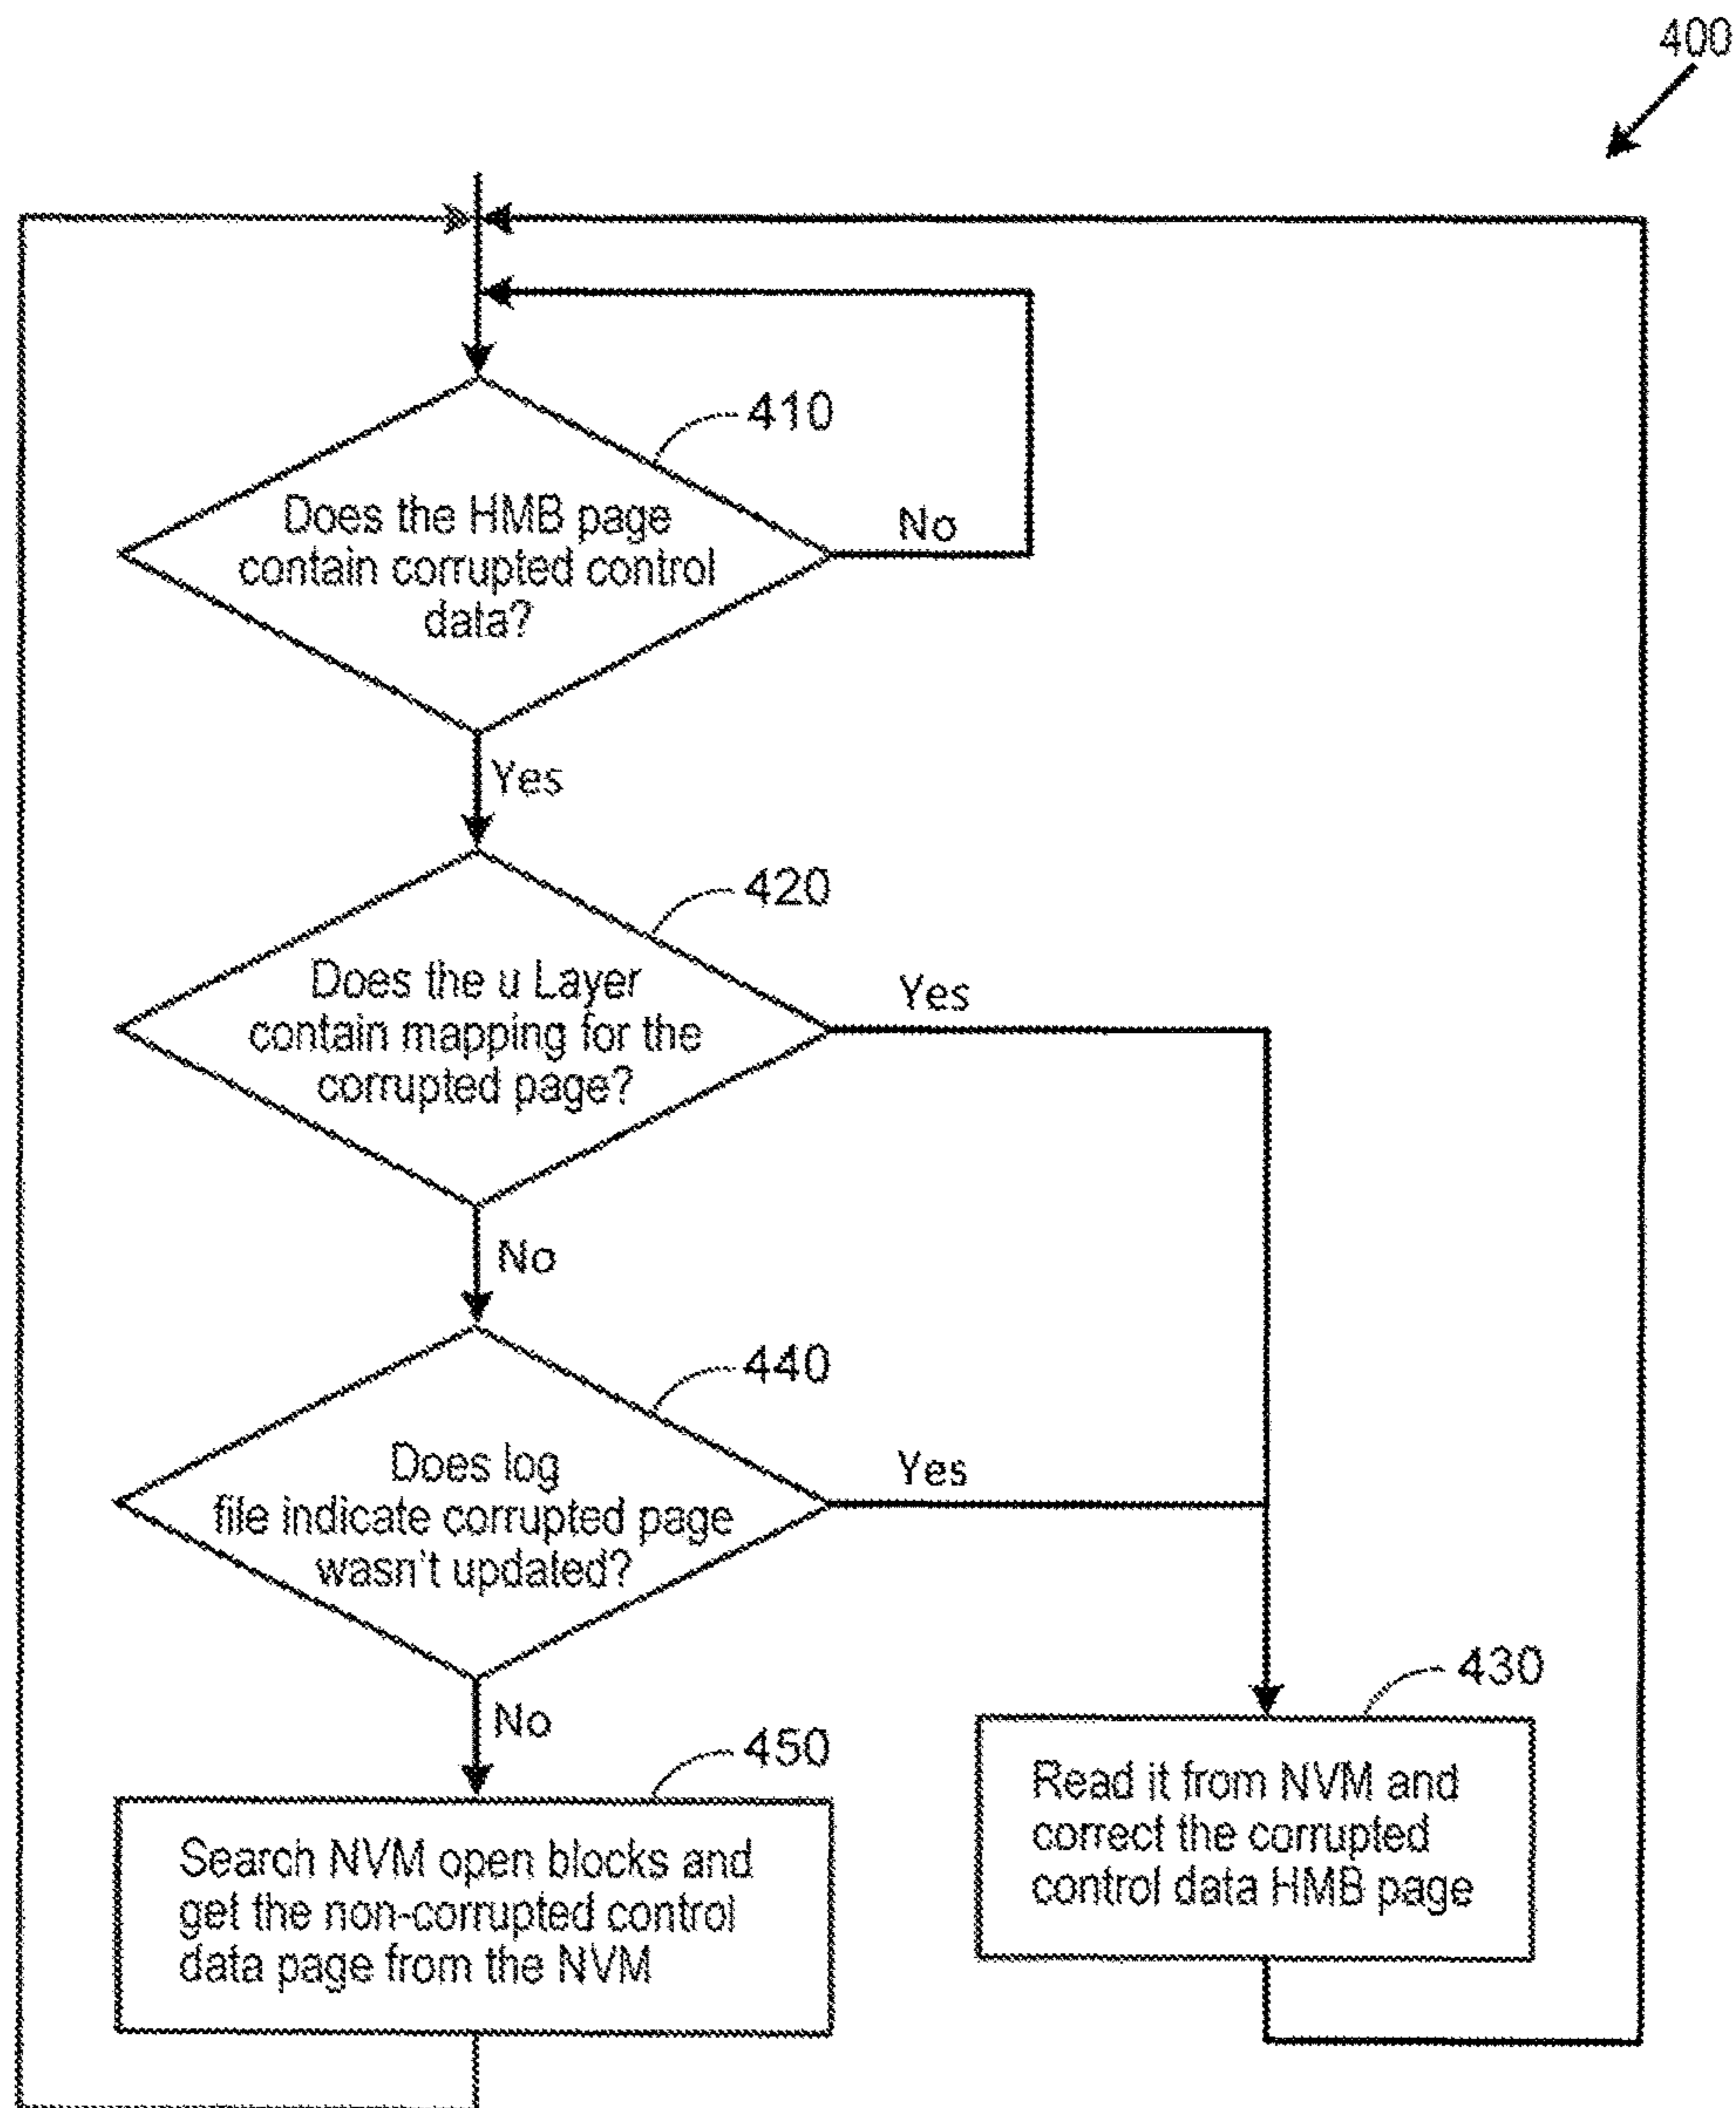 400
410
Does the HMB page
contain corrupted control
data?
No
Yes
420
Does the u Layer
contain mapping for the
corrupted page?
Yes
No
440
Does log
file indicate corrupted page
wasn't updated?
Yes
No
430
Read it from NVM and
correct the corrupted
control data HMB page
450
Search NVM open blocks and
get the non-corrupted control
data page from the NVM